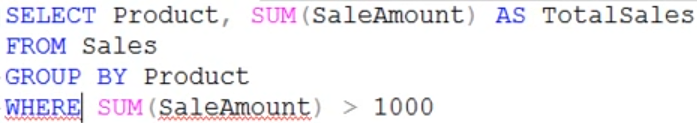 SELECT Product, SUM(SaleAmount) AS TotalSales
FROM Sales
GROUP BY Product
WHERE SUM(SaleAmount) > 1000